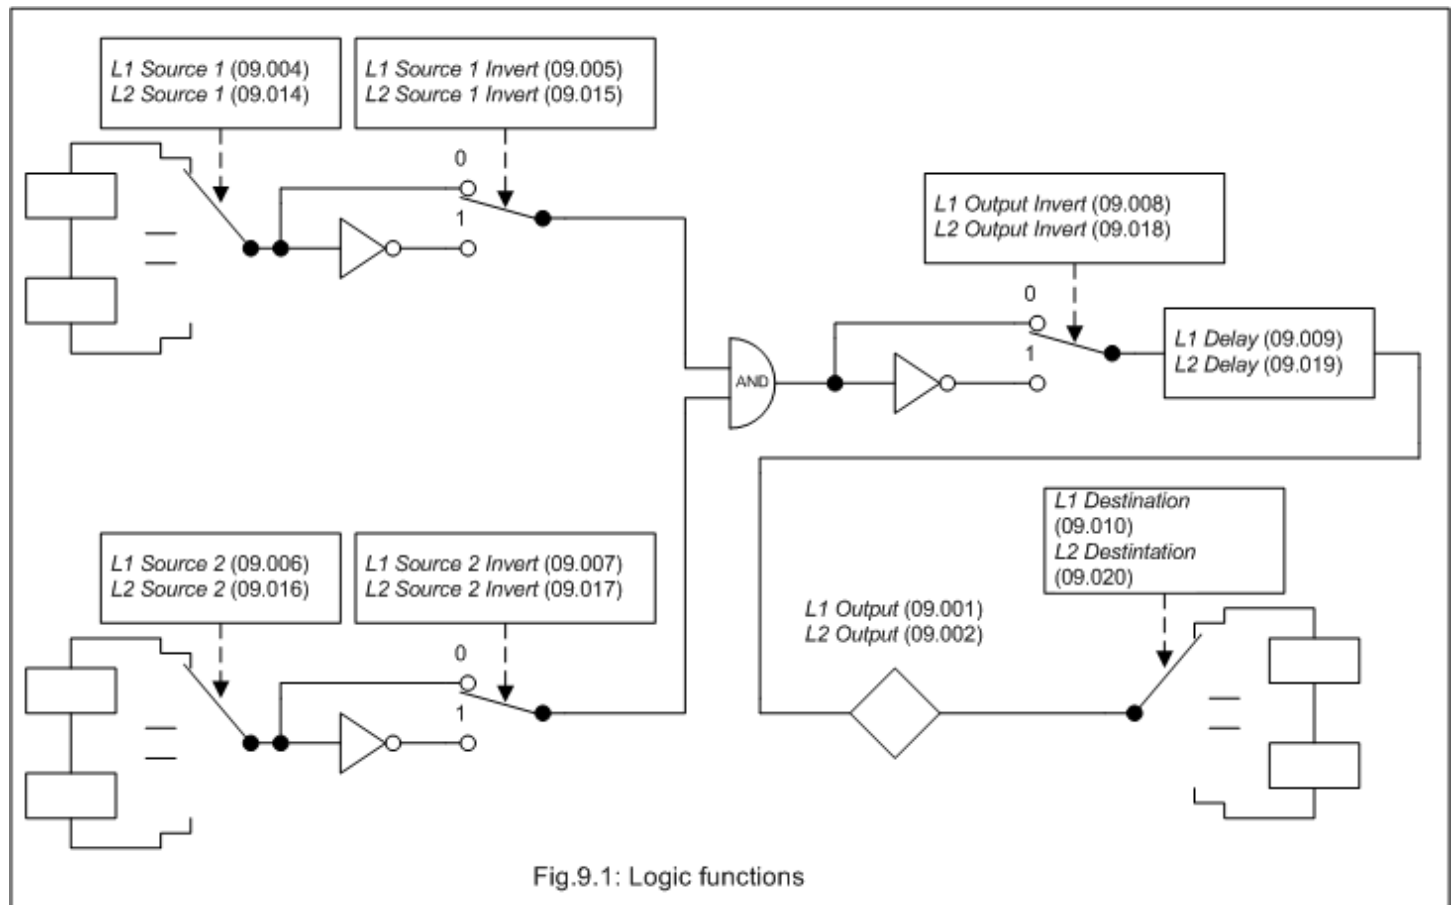 L1 Source 1 (09.004)
L2 Source 1 (09.014)
L1 Source 1 Invert (09.005)
L2 Source 1 Invert (09.015)
0
1
L1 Output Invert (09.008)
L2 Output Invert (09.018)
0
1
L1 Delay (09.009)
L2 Delay (09.019)
AND
L1 Source 2 (09.006)
L2 Source 2 (09.016)
L1 Source 2 Invert (09.007)
L2 Source 2 Invert (09.017)
0
1
L1 Destination
(09.010)
L2 Destintation
(09.020)
L1 Output (09.001)
L2 Output (09.002)
Fig.9.1: Logic functions